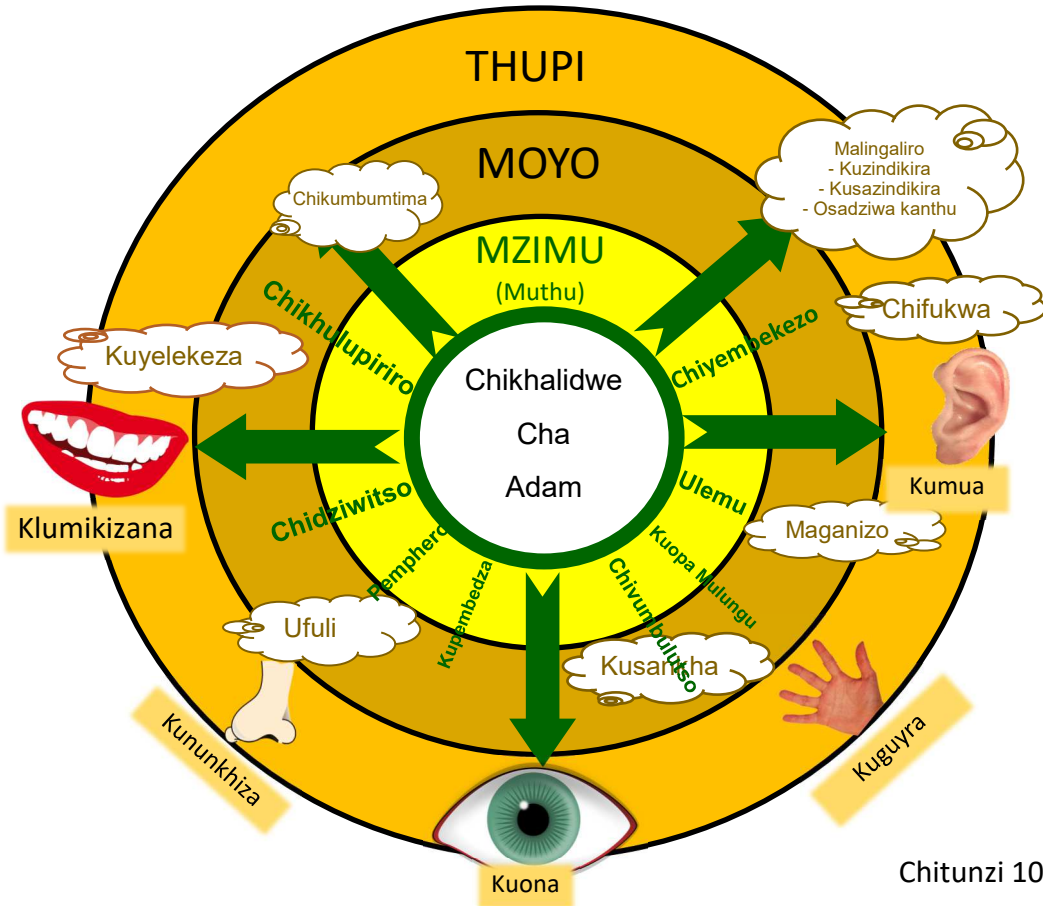 THUPI
MOYO
MZIMU
(Muthu)
Chikhalidwe
Cha
Adam
Malingaliro
- Kuzindikira
- Kusazindikira
- Osadziwa kanthu
Chikumbumtima
Chifukwa
Kuyelekeza
Chikhulupiriro
Chiyembekezo
Kumua
Klumikizana
Chidziwitso
Ulemu
Maganizo
Pemphero
Kupembedza
Kuopa Mulungu
Chivumbulutso
Ufuli
Kusankha
Kununkhiza
Kuguyra
Kuona
Chitunzi 10